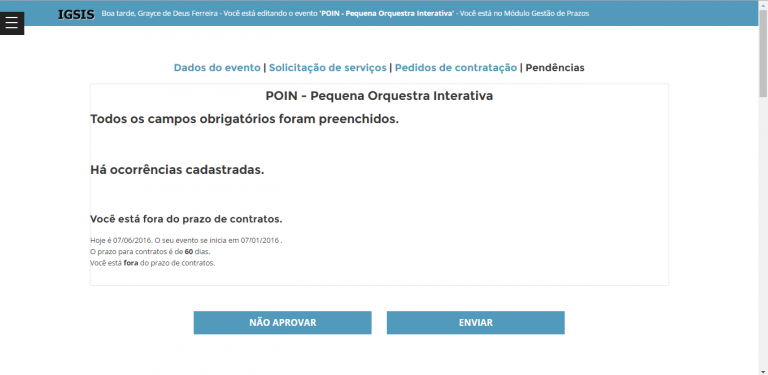 IGSIS Boa tarde, Grayce de Deus Ferreira - Você está editando o evento 'POIN - Pequena Orquestra Interativa' - Você está no Módulo Gestão de Prazos
Dados do evento | Solicitação de serviços | Pedidos de contratação | Pendências
POIN - Pequena Orquestra Interativa
Todos os campos obrigatórios foram preenchidos.
Há ocorrências cadastradas.
Você está fora do prazo de contratos.
Hoje é 07/06/2016. O seu evento se inicia em 07/01/2016 .
O prazo para contratos é de 60 dias.
Você está fora do prazo de contratos.
NÃO APROVAR ENVIAR